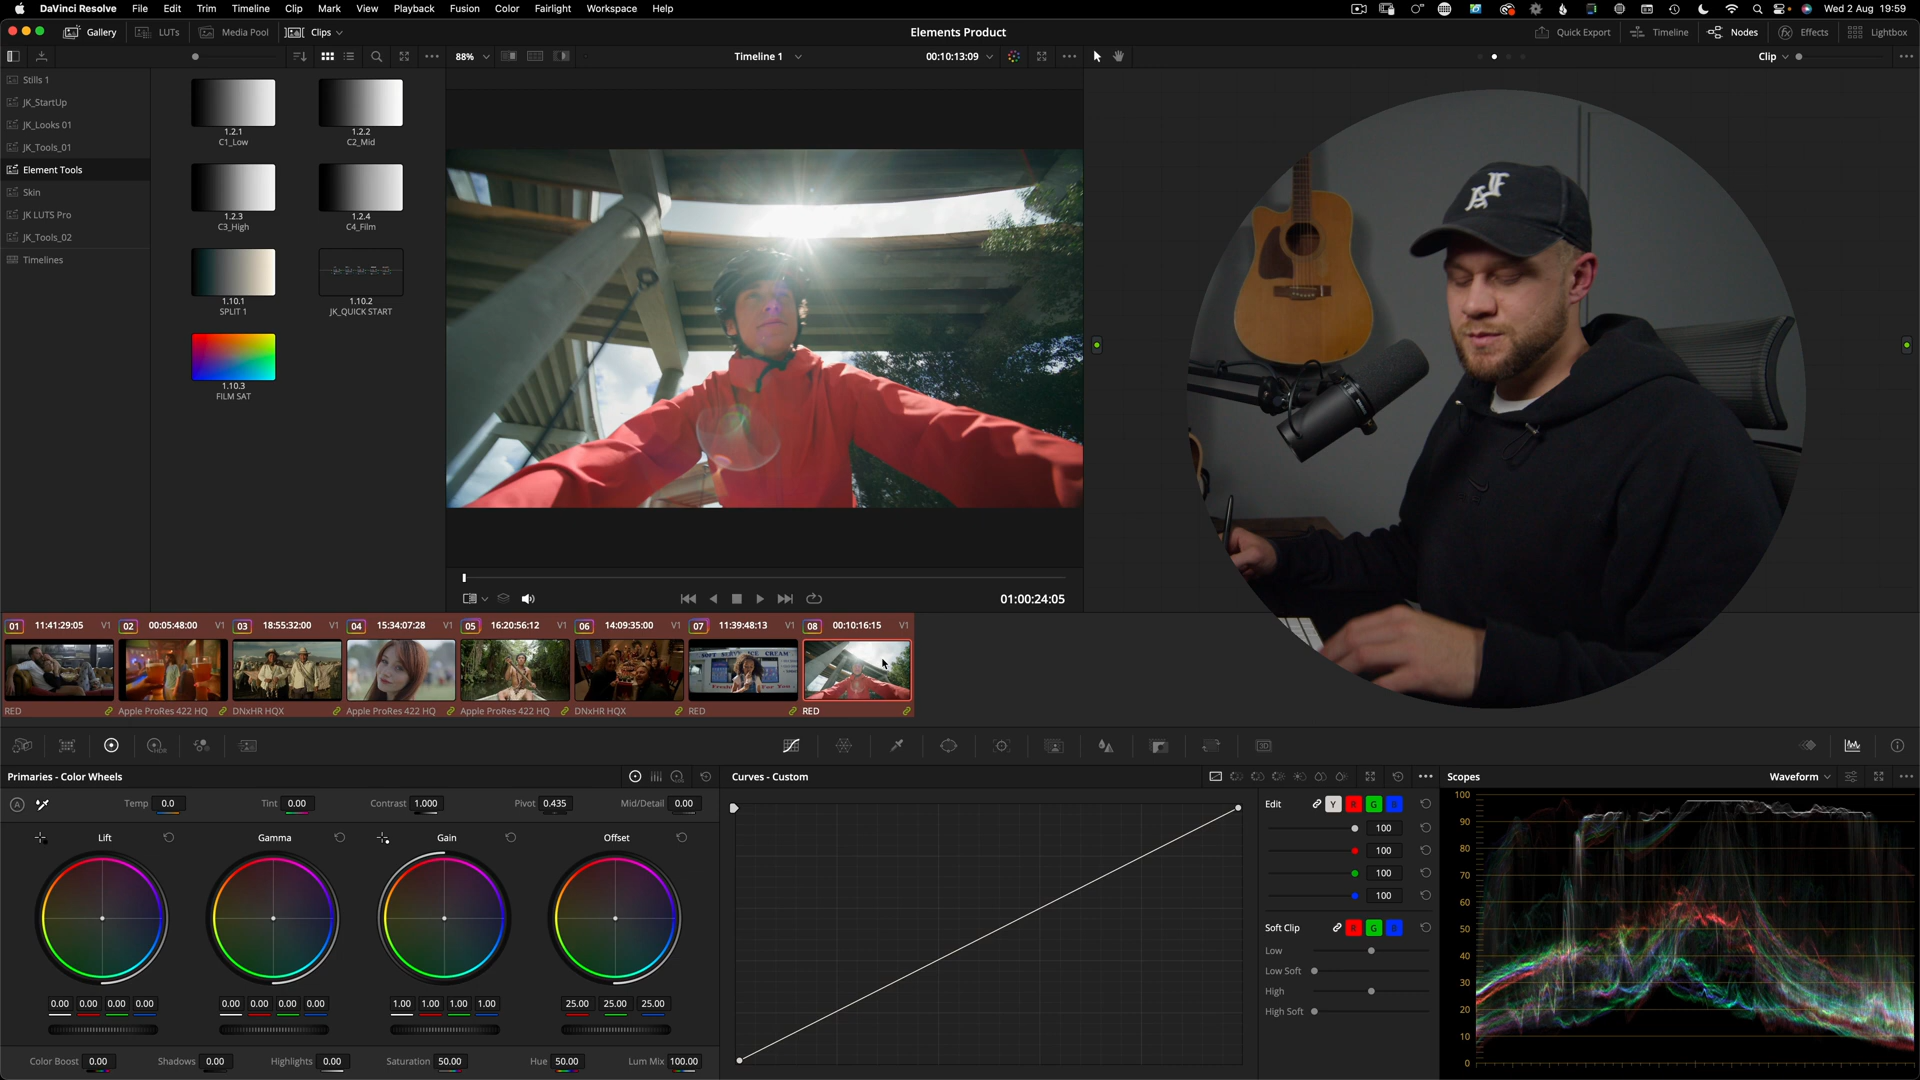 DaVinci Resolve File Edit Trim Timeline Clip Mark View Playback Fusion Color Fairlight Workspace Help Wed 2 Aug 19:59
Gallery LUTs Media Pool Clips Elements Product Quick Export Timeline Nodes Effects Lightbox
88% Timeline 1 00:10:13:09 Clip
Stills 1
JK_StartUp
JK_Looks 01
JK_Tools_01
Element Tools
Skin
JK LUTS Pro
JK_Tools_02
Timelines
1.2.1 1.2.2
C1_Low C2_Mid
1.2.3 1.2.4
C3_High C4_Film
1.10.1 1.10.2
SPLIT 1 JK_QUICK START
1.10.3
FILM SAT
01:00:24:05
01 11:41:29:05 V1 02 00:05:48:00 V1 03 18:55:32:00 V1 04 15:34:07:28 V1 05 16:20:56:12 V1 06 14:09:35:00 V1 07 11:39:48:13 V1 08 00:10:16:15 V1
SOFT SERVE ICE CREAM
RED Apple ProRes 422 HQ DNxHR HQX Apple ProRes 422 HQ Apple ProRes 422 HQ DNxHR HQX RED RED
HDR 3D
Primaries - Color Wheels Curves - Custom Scopes Waveform
A Temp 0.0 Tint 0.00 Contrast 1.000 Pivot 0.435 Mid/Detail 0.00
Lift Gamma Gain Offset
0.00 0.00 0.00 0.00 0.00 0.00 0.00 0.00 1.00 1.00 1.00 1.00 25.00 25.00 25.00
Color Boost 0.00 Shadows 0.00 Highlights 0.00 Saturation 50.00 Hue 50.00 Lum Mix 100.00
Edit Y R G B
100
100
100
100
Soft Clip R G B
Low
Low Soft
High
High Soft
100
90
80
70
60
50
40
30
20
10
0